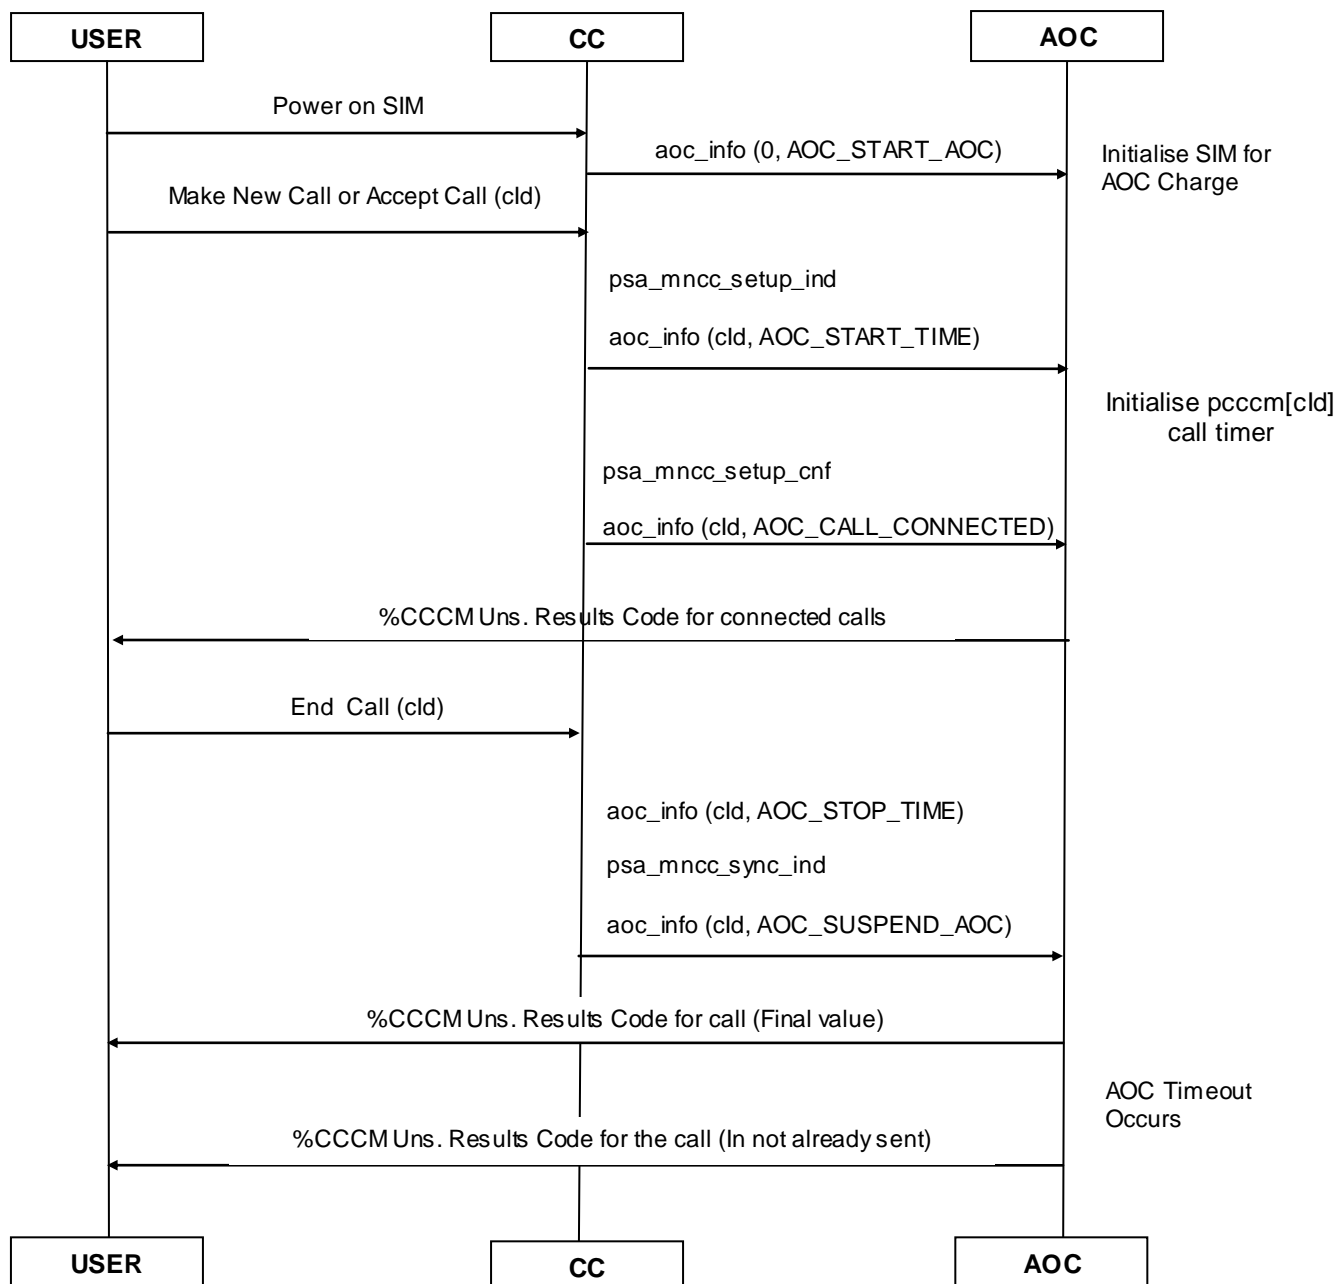 USER
CC
AOC
Power on SIM
aoc_info (0, AOC_START_AOC)
Initialise SIM for
AOC Charge
Make New Call or Accept Call (cId)
psa_mncc_setup_ind
aoc_info (cId, AOC_START_TIME)
Initialise pcccm[cId]
call timer
psa_mncc_setup_cnf
aoc_info (cId, AOC_CALL_CONNECTED)
%CCCM Uns. Results Code for connected calls
End Call (cId)
aoc_info (cId, AOC_STOP_TIME)
psa_mncc_sync_ind
aoc_info (cId, AOC_SUSPEND_AOC)
%CCCM Uns. Results Code for call (Final value)
AOC Timeout
Occurs
%CCCM Uns. Results Code for the call (In not already sent)
USER
CC
AOC